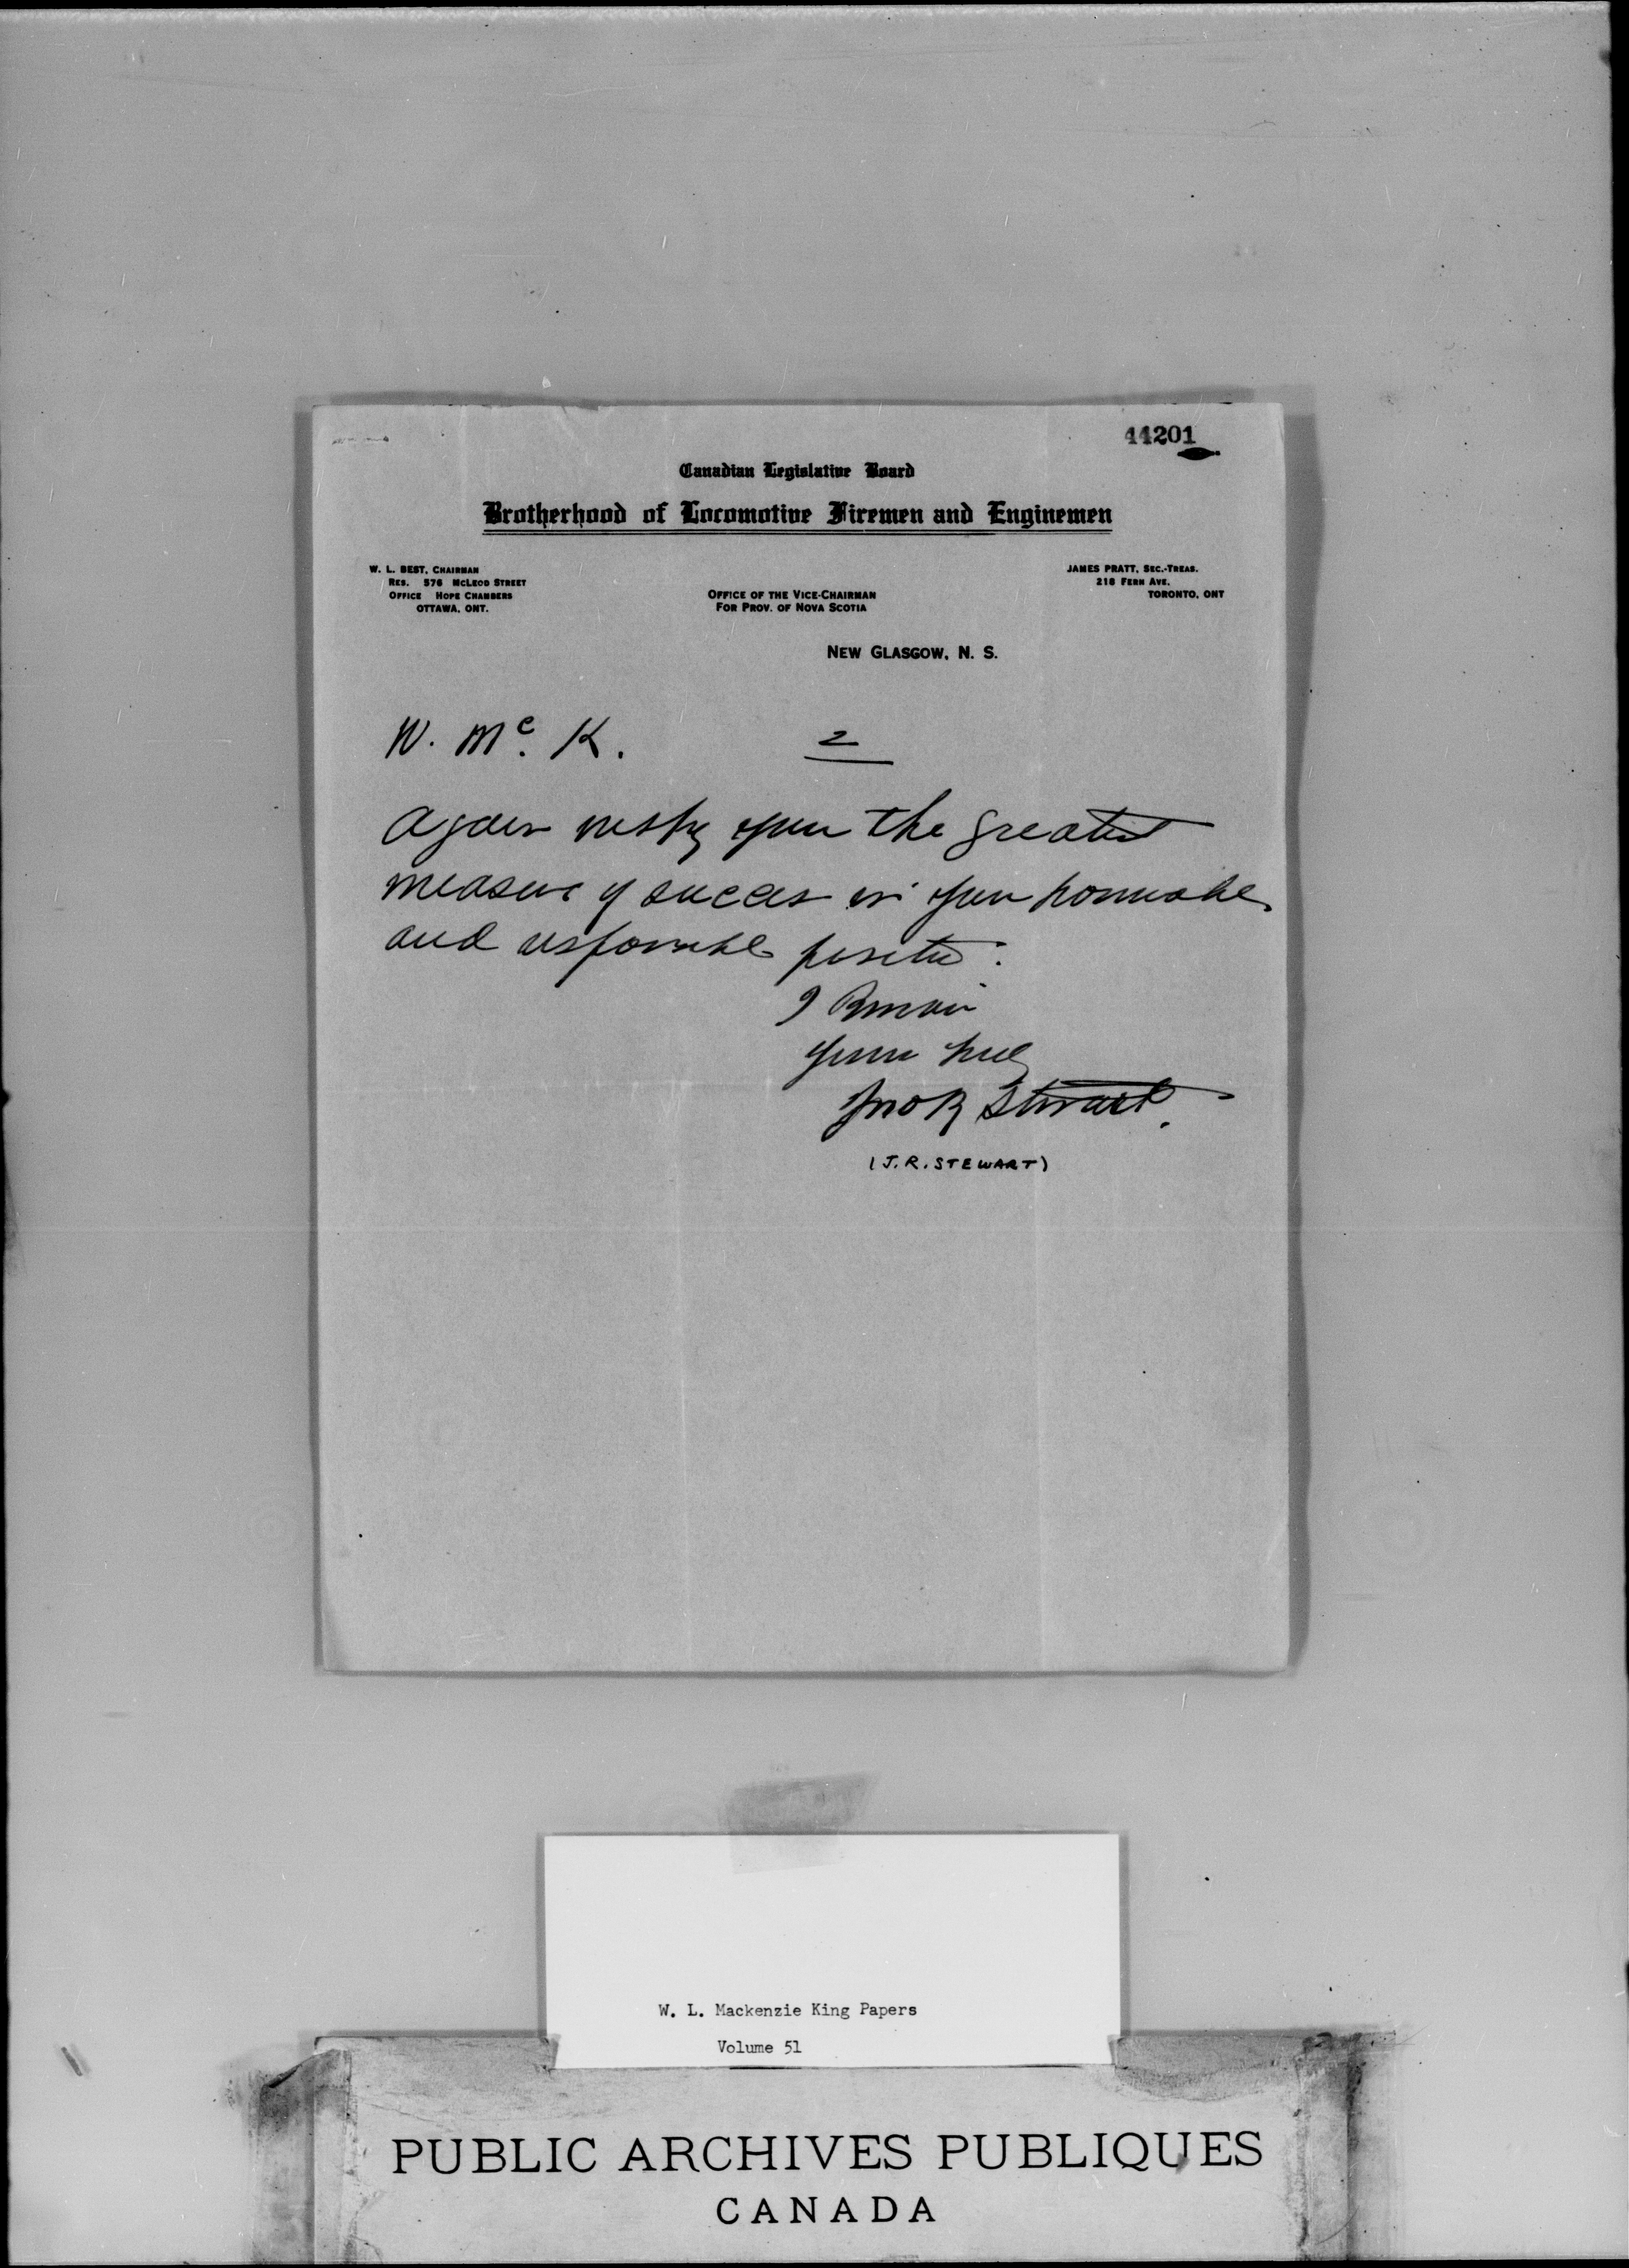 44201
Canadian Legislative Board
Brotherhood of Locomotive Firemen and Enginemen
W. L. BEST, CHAIRMAN
RES. 576 MCLEOD STREET
OFFICE HOPE CHAMBERS
OTTAWA, ONT.
JAMES PRATT, SEC.-TREAS.
218 FERN AVE.
TORONTO, ONT
OFFICE OF THE VICE-CHAIRMAN
FOR PROV. OF NOVA SCOTIA
NEW GLASGOW, N. S.
W. Mc. K. 2
Again wishing you the greatest
measure of success in your honorable
and responsible position.
I Remain
Yours truly
Jno R Stewart.
(J.R. STEWART)
W. L. Mackenzie King Papers
Volume 51
PUBLIC ARCHIVES PUBLIQUES
CANADA